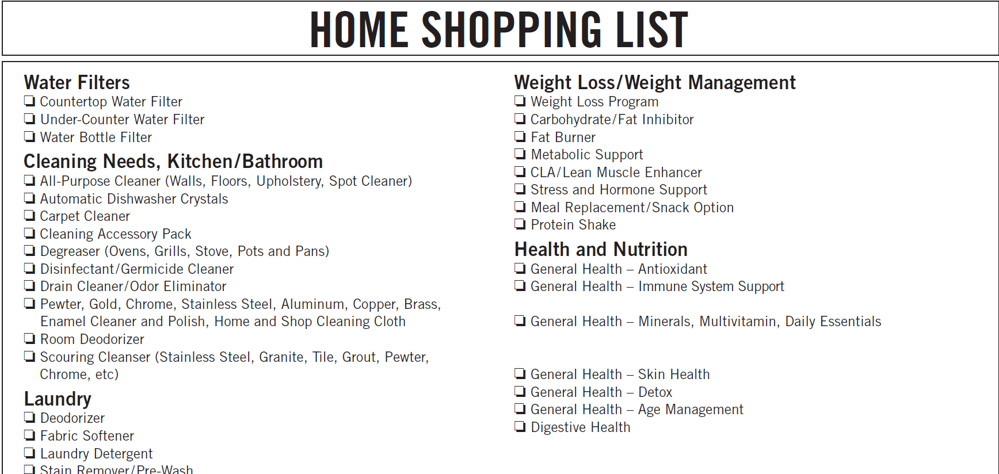 HOME SHOPPING LIST
Water Filters
Countertop Water Filter
Under-Counter Water Filter
Water Bottle Filter
Cleaning Needs, Kitchen/Bathroom
All-Purpose Cleaner (Walls, Floors, Upholstery, Spot Cleaner)
Automatic Dishwasher Crystals
Carpet Cleaner
Cleaning Accessory Pack
Degreaser (Ovens, Grills, Stove, Pots and Pans)
Disinfectant/Germicide Cleaner
Drain Cleaner/Odor Eliminator
Pewter, Gold, Chrome, Stainless Steel, Aluminum, Copper, Brass,
Enamel Cleaner and Polish, Home and Shop Cleaning Cloth
Room Deodorizer
Scouring Cleanser (Stainless Steel, Granite, Tile, Grout, Pewter,
Chrome, etc)
Laundry
Deodorizer
Fabric Softener
Laundry Detergent
Stain Remover/Pre-Wash
Weight Loss/Weight Management
Weight Loss Program
Carbohydrate/Fat Inhibitor
Fat Burner
Metabolic Support
CLA/Lean Muscle Enhancer
Stress and Hormone Support
Meal Replacement/Snack Option
Protein Shake
Health and Nutrition
General Health – Antioxidant
General Health – Immune System Support
General Health – Minerals, Multivitamin, Daily Essentials
General Health – Skin Health
General Health – Detox
General Health – Age Management
Digestive Health